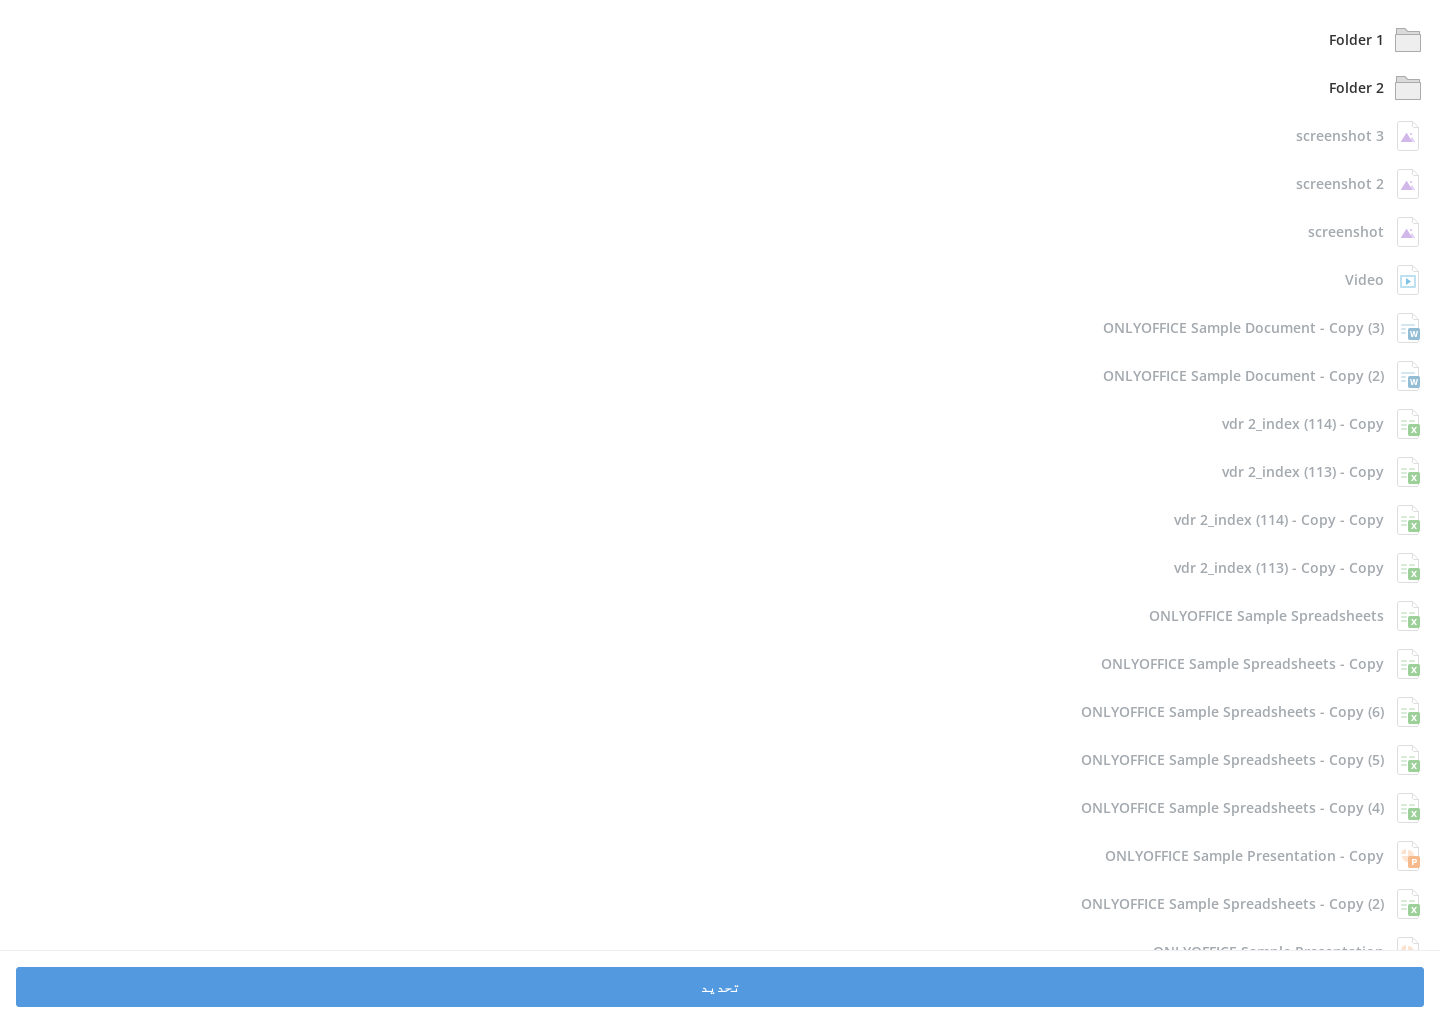 Folder 1
Folder 2
screenshot 3
screenshot 2
screenshot
Video
ONLYOFFICE Sample Document - Copy (3)
ONLYOFFICE Sample Document - Copy (2)
vdr 2_index (114) - Copy
vdr 2_index (113) - Copy
vdr 2_index (114) - Copy - Copy
vdr 2_index (113) - Copy - Copy
ONLYOFFICE Sample Spreadsheets
ONLYOFFICE Sample Spreadsheets - Copy
ONLYOFFICE Sample Spreadsheets - Copy (6)
ONLYOFFICE Sample Spreadsheets - Copy (5)
ONLYOFFICE Sample Spreadsheets - Copy (4)
ONLYOFFICE Sample Presentation - Copy
ONLYOFFICE Sample Spreadsheets - Copy (2)
ONLYOFFICE Sample Presentation
تحديد